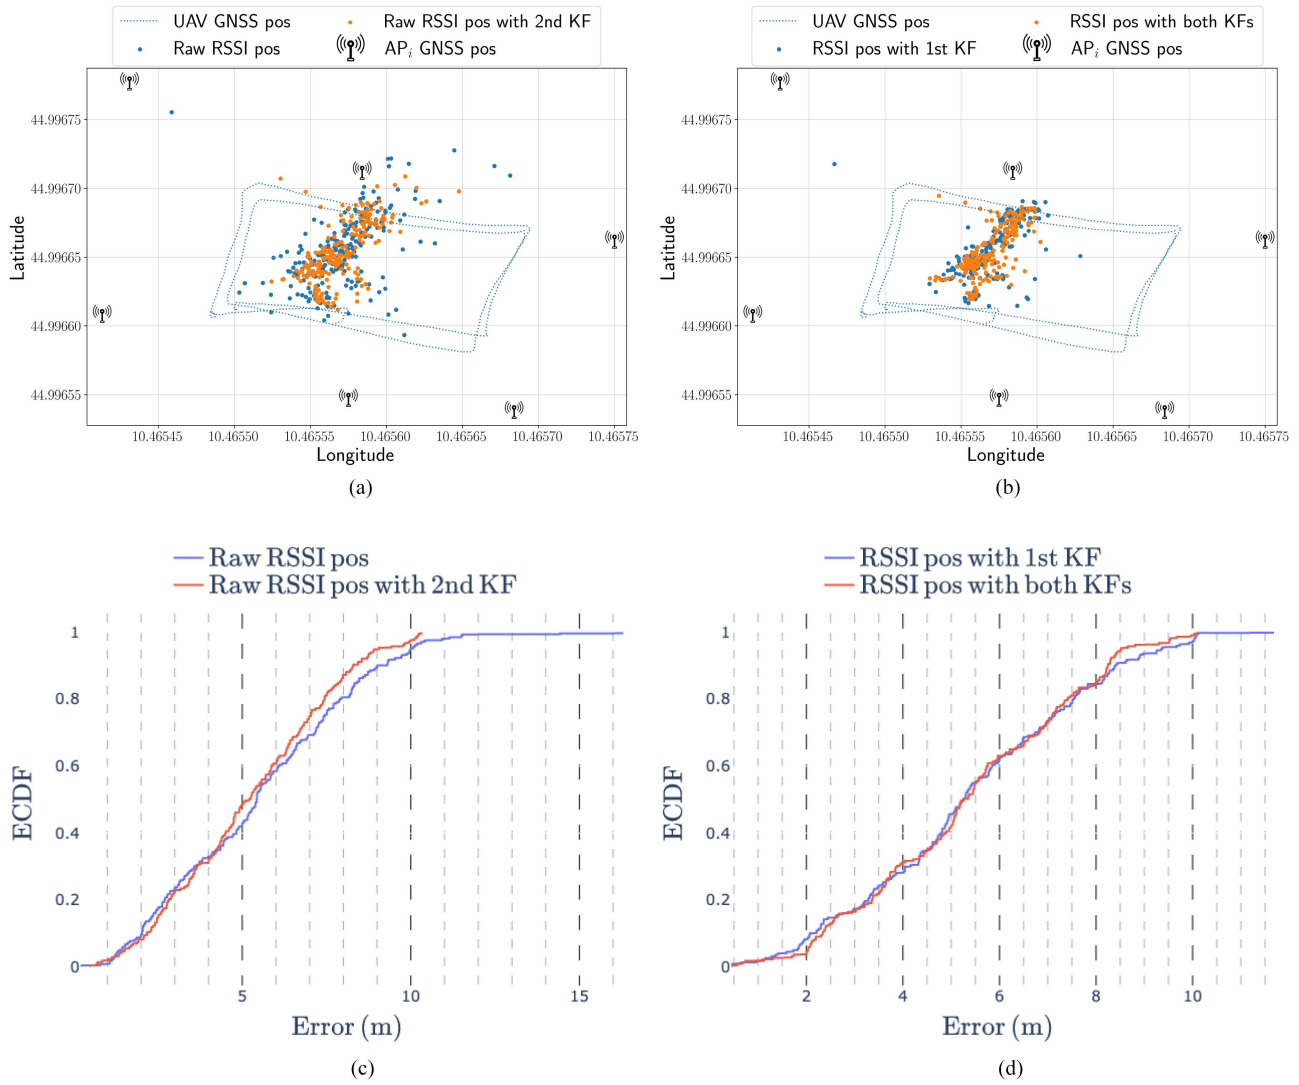 UAV GNSS pos
Raw RSSI pos with 2nd KF
Raw RSSI pos
APᵢ GNSS pos
44.99675
44.99670
44.99665
44.99660
44.99655
Latitude
10.46545 10.46550 10.46555 10.46560 10.46565 10.46570 10.46575
Longitude
(a)
UAV GNSS pos
RSSI pos with both KFs
RSSI pos with 1st KF
APᵢ GNSS pos
44.99675
44.99670
44.99665
44.99660
44.99655
Latitude
10.46545 10.46550 10.46555 10.46560 10.46565 10.46570 10.46575
Longitude
(b)
Raw RSSI pos
Raw RSSI pos with 2nd KF
1
0.8
0.6
0.4
0.2
0
ECDF
5 10 15
Error (m)
(c)
RSSI pos with 1st KF
RSSI pos with both KFs
1
0.8
0.6
0.4
0.2
0
ECDF
2 4 6 8 10
Error (m)
(d)